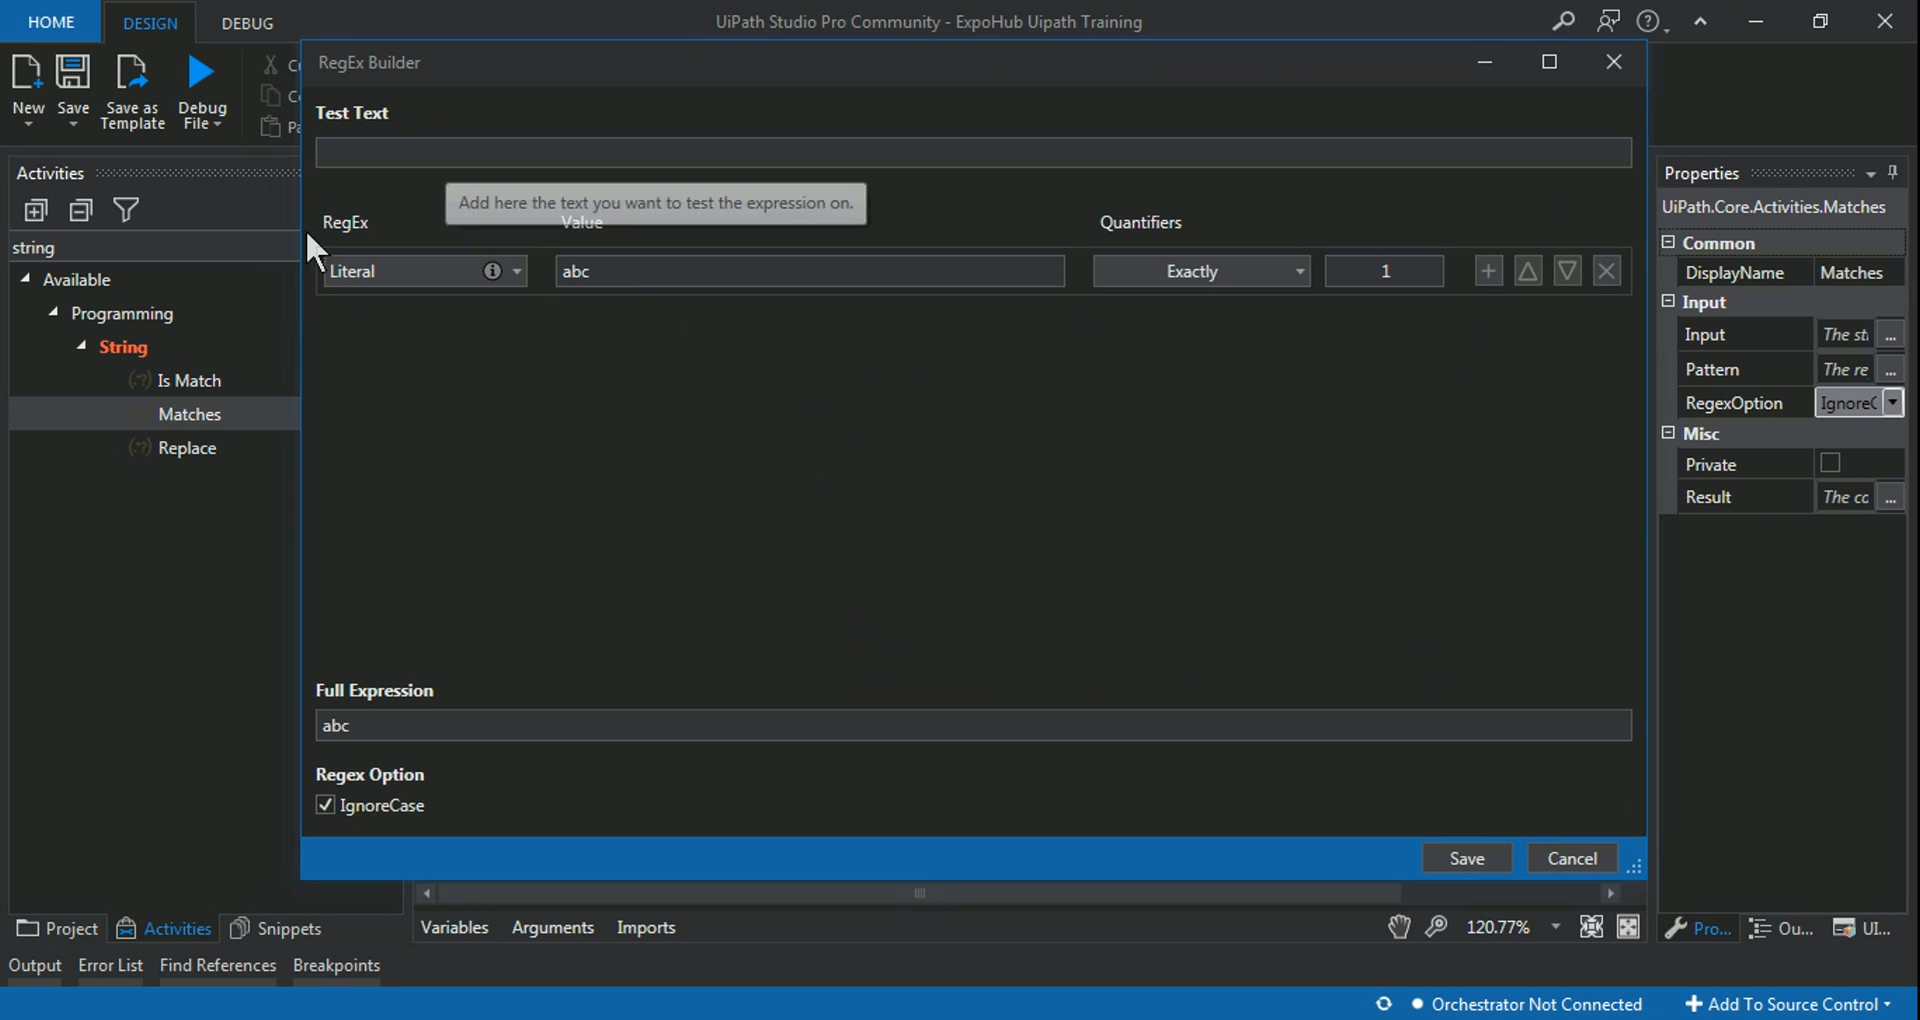 HOME
DESIGN
DEBUG
UiPath Studio Pro Community - ExpoHub Uipath Training
New
Save
Save as
Template
Debug
File
RegEx Builder
Test Text
Add here the text you want to test the expression on.
RegEx
Value
Quantifiers
Literal
abc
Exactly
1
Full Expression
abc
Regex Option
IgnoreCase
Save
Cancel
Activities
string
Available
Programming
String
Is Match
Matches
Replace
Properties
UiPath.Core.Activities.Matches
Common
DisplayName
Matches
Input
Input
The st
...
Pattern
The re
...
RegexOption
IgnoreC
Misc
Private
Result
The co
...
Project
Activities
Snippets
Variables
Arguments
Imports
120.77%
Pro...
Ou...
UI...
Output
Error List
Find References
Breakpoints
Orchestrator Not Connected
Add To Source Control